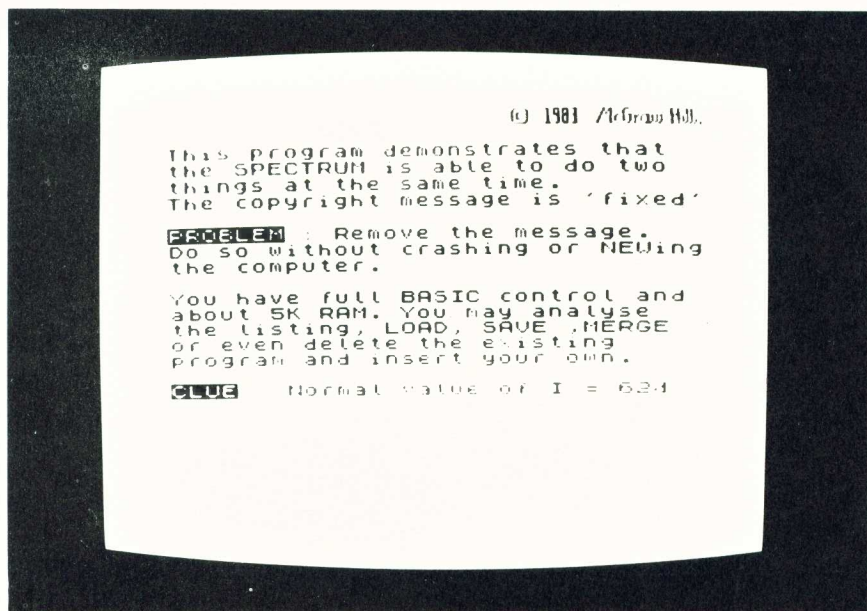 (c) 1983 McGraw Hill.
This program demonstrates that
the SPECTRUM is able to do two
things at the same time.
The copyright message is 'fixed'
PROBLEM : Remove the message.
Do so without crashing or NEWing
the computer.
You have full BASIC control and
about 5K RAM. You may analyse
the listing, LOAD, SAVE ,MERGE
or even delete the existing
program and insert your own.
CLUE Normal value of I = 62d